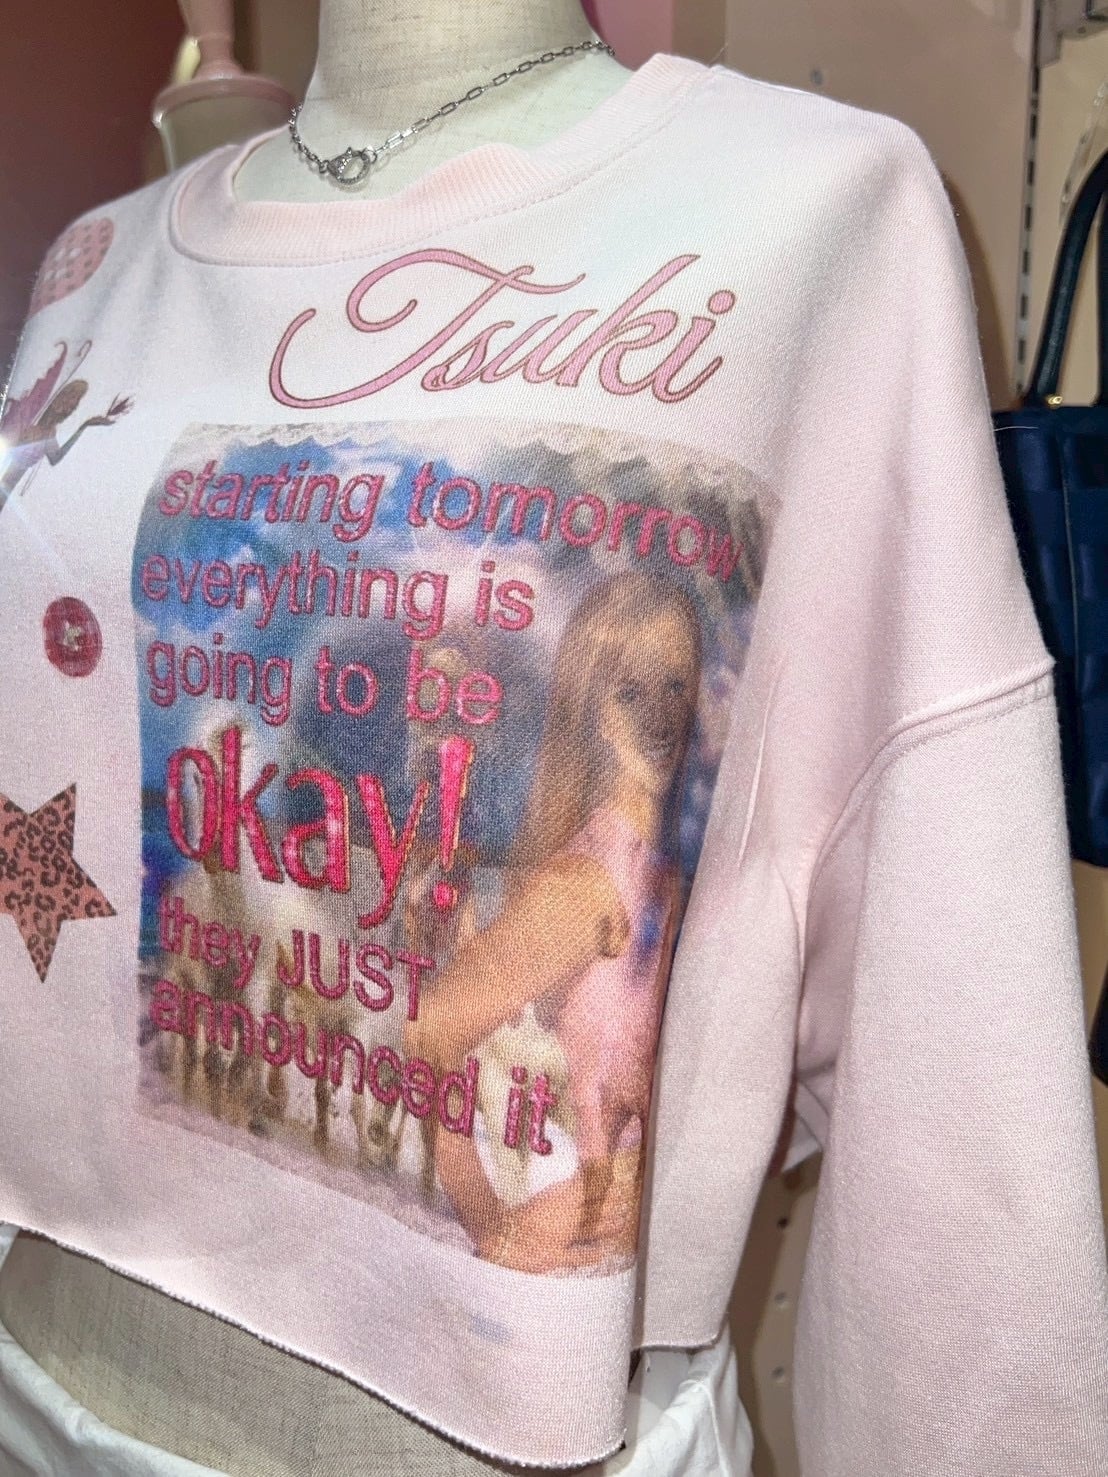 Tsuki
starting tomorrow
everything is
going to be
okay!
they JUST
announced it